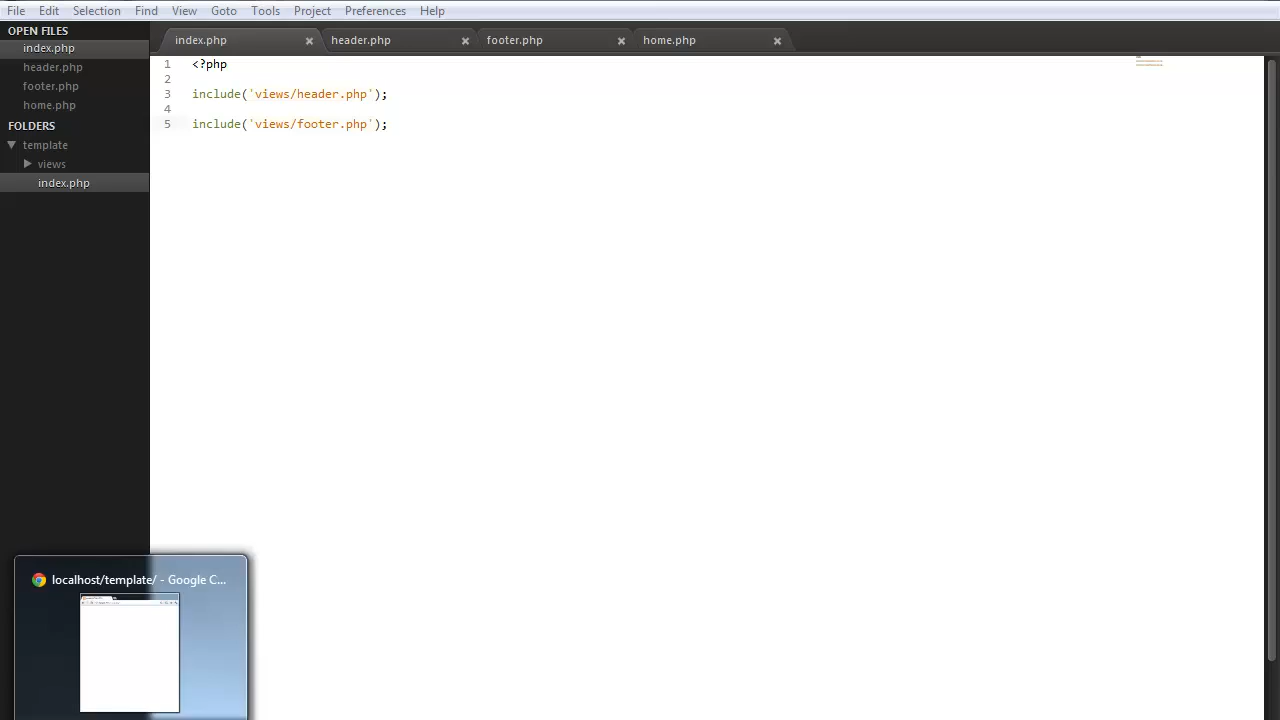 File Edit Selection Find View Goto Tools Project Preferences Help
OPEN FILES
index.php
header.php
footer.php
home.php
FOLDERS
template
views
index.php
index.php header.php footer.php home.php
1 <?php
2
3 include('views/header.php');
4
5 include('views/footer.php');
localhost/template/ - Google C...